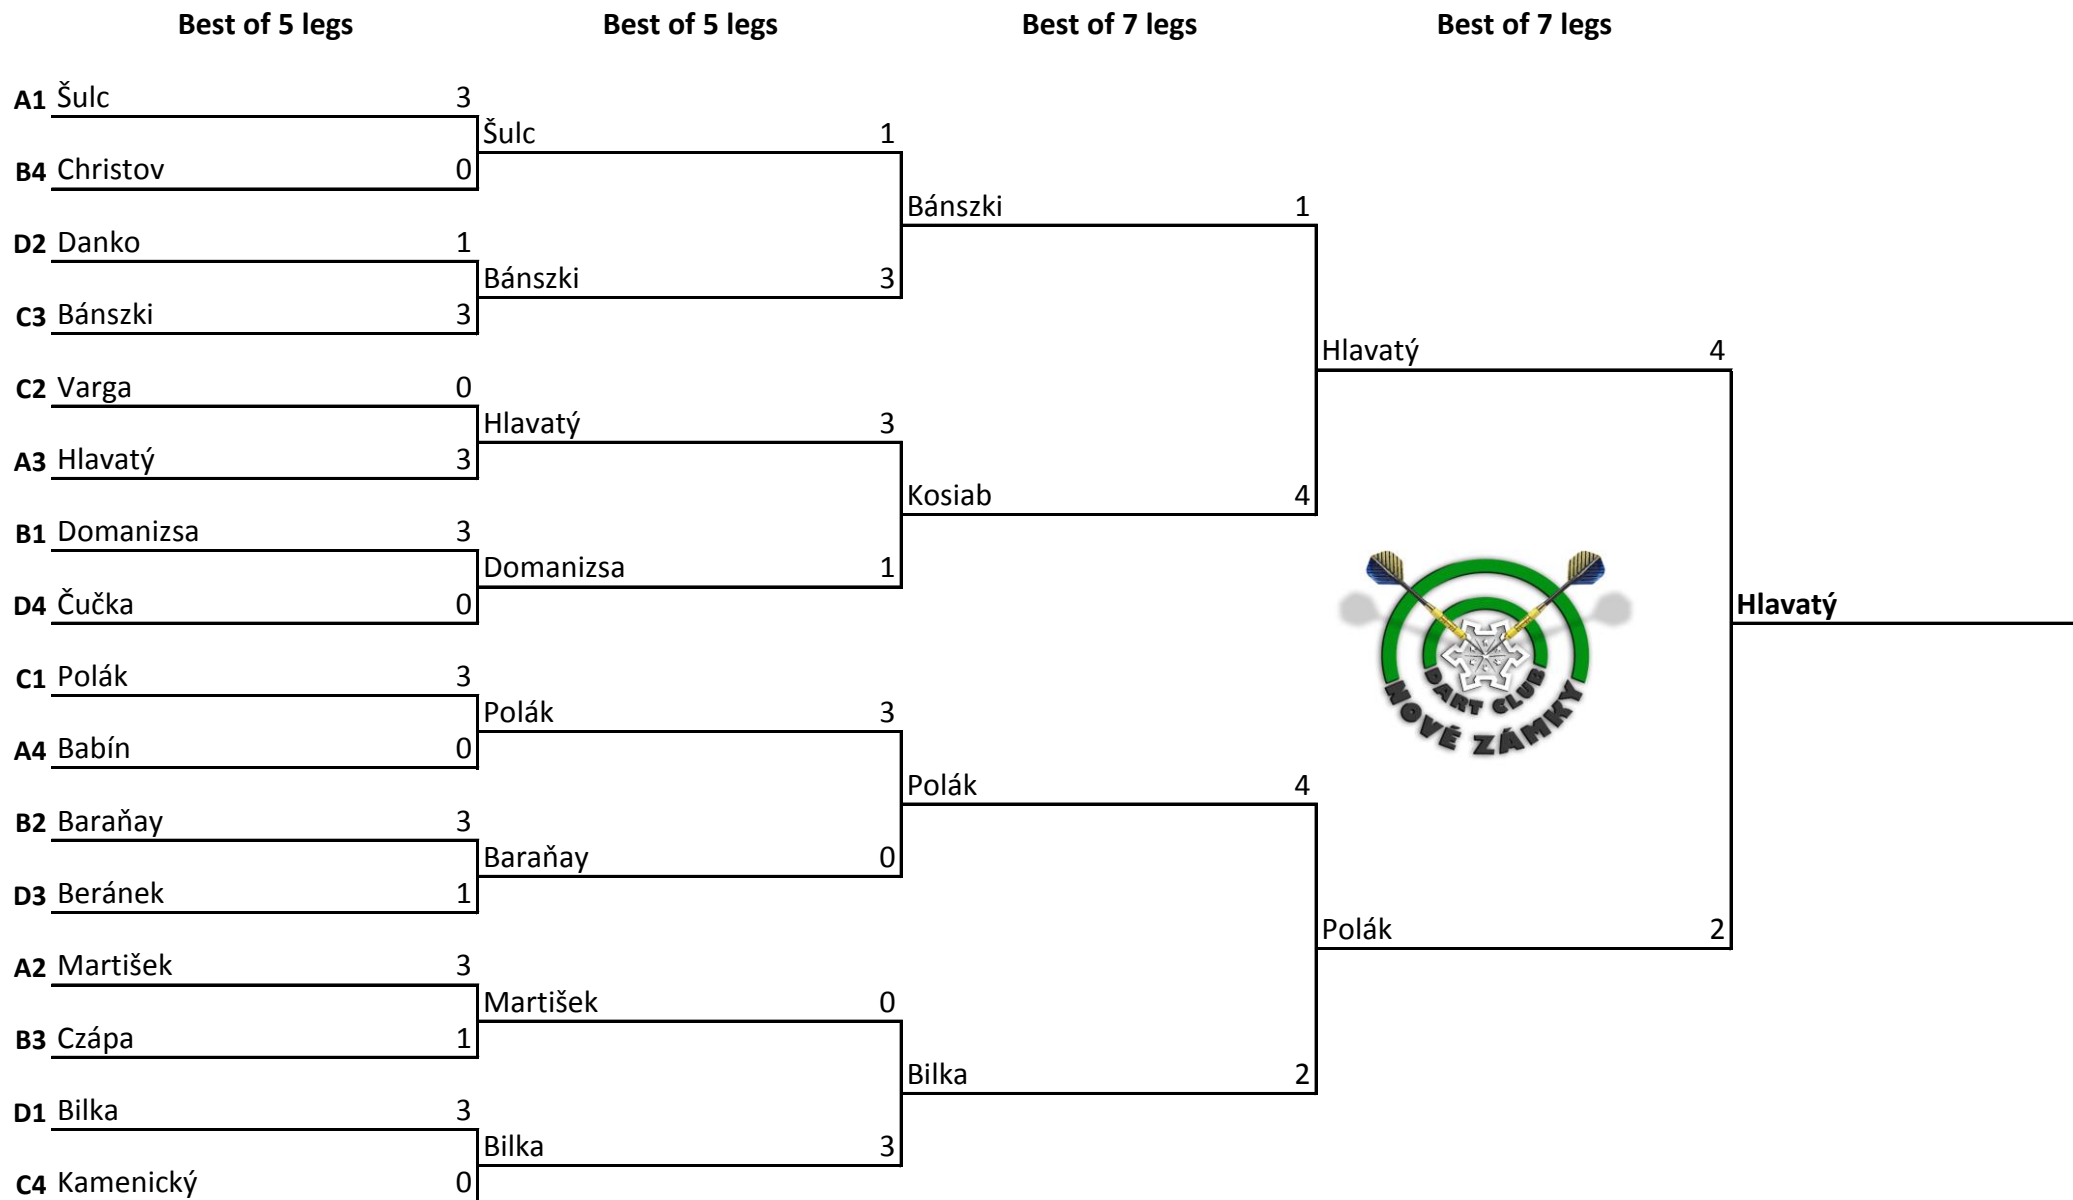 Best of 5 legs Best of 5 legs Best of 7 legs Best of 7 legs
A1 Šulc 3
Šulc 1
B4 Christov 0
Bánszki 1
D2 Danko 1
Bánszki 3
C3 Bánszki 3
Hlavatý 4
C2 Varga 0
Hlavatý 3
A3 Hlavatý 3
Kosiab 4
B1 Domanizsa 3
Domanizsa 1
D4 Čučka 0
Hlavatý
DART CLUB
NOVÉ ZÁMKY
C1 Polák 3
Polák 3
A4 Babín 0
Polák 4
B2 Baraňay 3
Baraňay 0
D3 Beránek 1
Polák 2
A2 Martišek 3
Martišek 0
B3 Czápa 1
Bilka 2
D1 Bilka 3
Bilka 3
C4 Kamenický 0